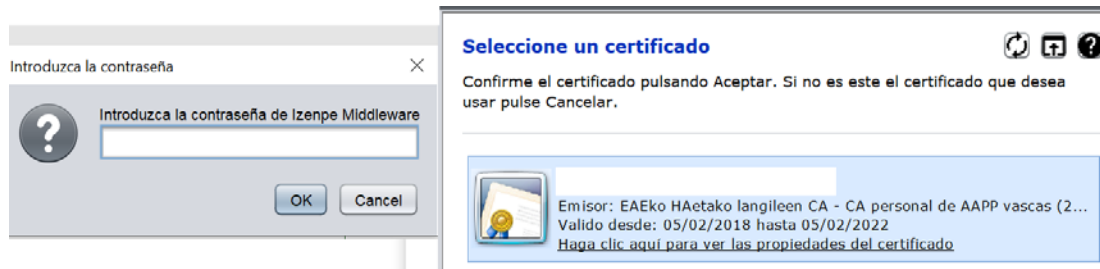 Introduzca la contraseña
Introduzca la contraseña de Izenpe Middleware
OK
Cancel
Seleccione un certificado
Confirme el certificado pulsando Aceptar. Si no es este el certificado que desea
usar pulse Cancelar.
Emisor: EAEko HAetako langileen CA - CA personal de AAPP vascas (2...
Valido desde: 05/02/2018 hasta 05/02/2022
Haga clic aquí para ver las propiedades del certificado